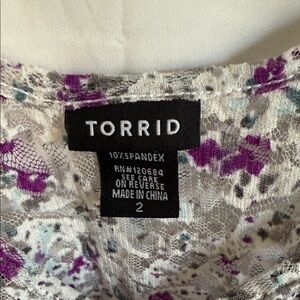 TORRID
10% SPANDEX
RN#120684
SEE CARE
ON REVERSE
MADE IN CHINA
2